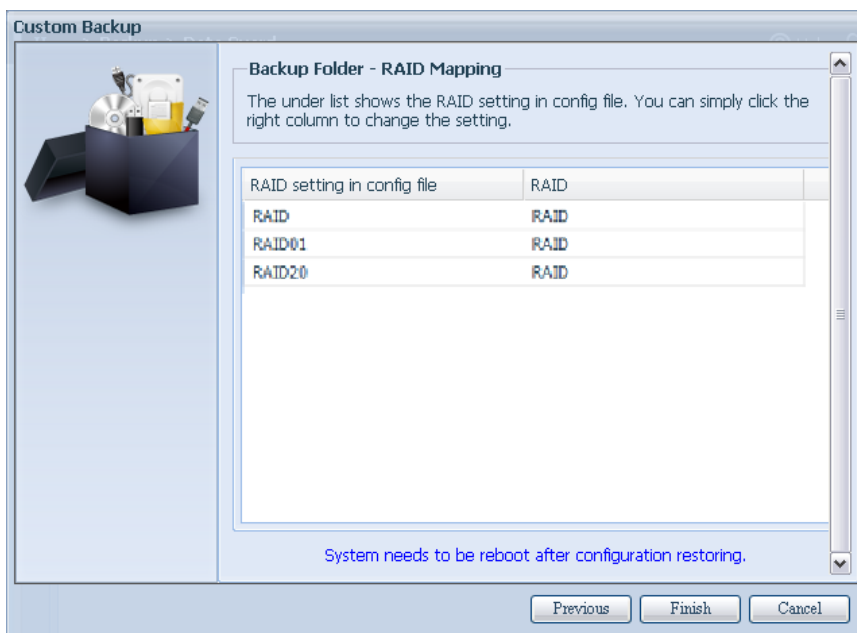 Custom Backup
Backup Folder - RAID Mapping
The under list shows the RAID setting in config file. You can simply click the
right column to change the setting.
RAID setting in config file RAID
RAID RAID
RAID01 RAID
RAID20 RAID
System needs to be reboot after configuration restoring.
Previous Finish Cancel